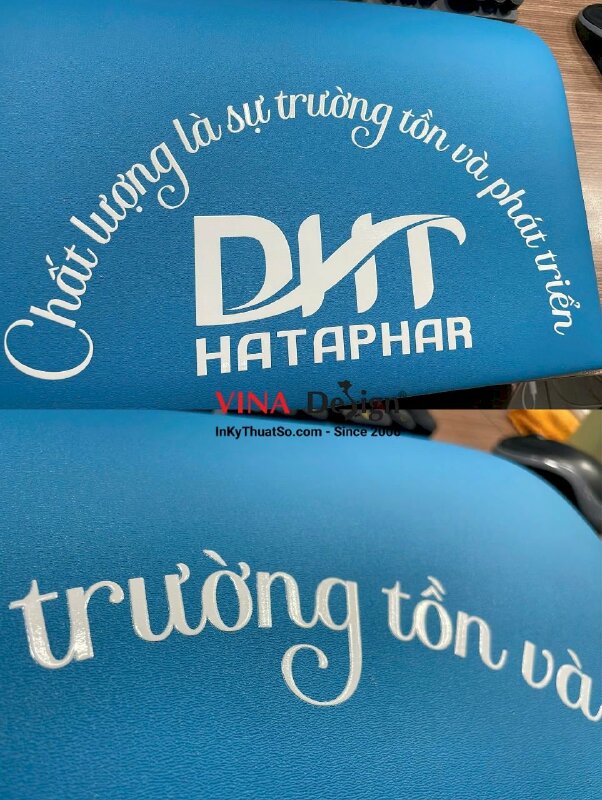 Chất lượng là sự trường tồn và phát triển
DHT
HATAPHAR
VINA Design®
InKyThuatSo.com - Since 2006
trường tồn và